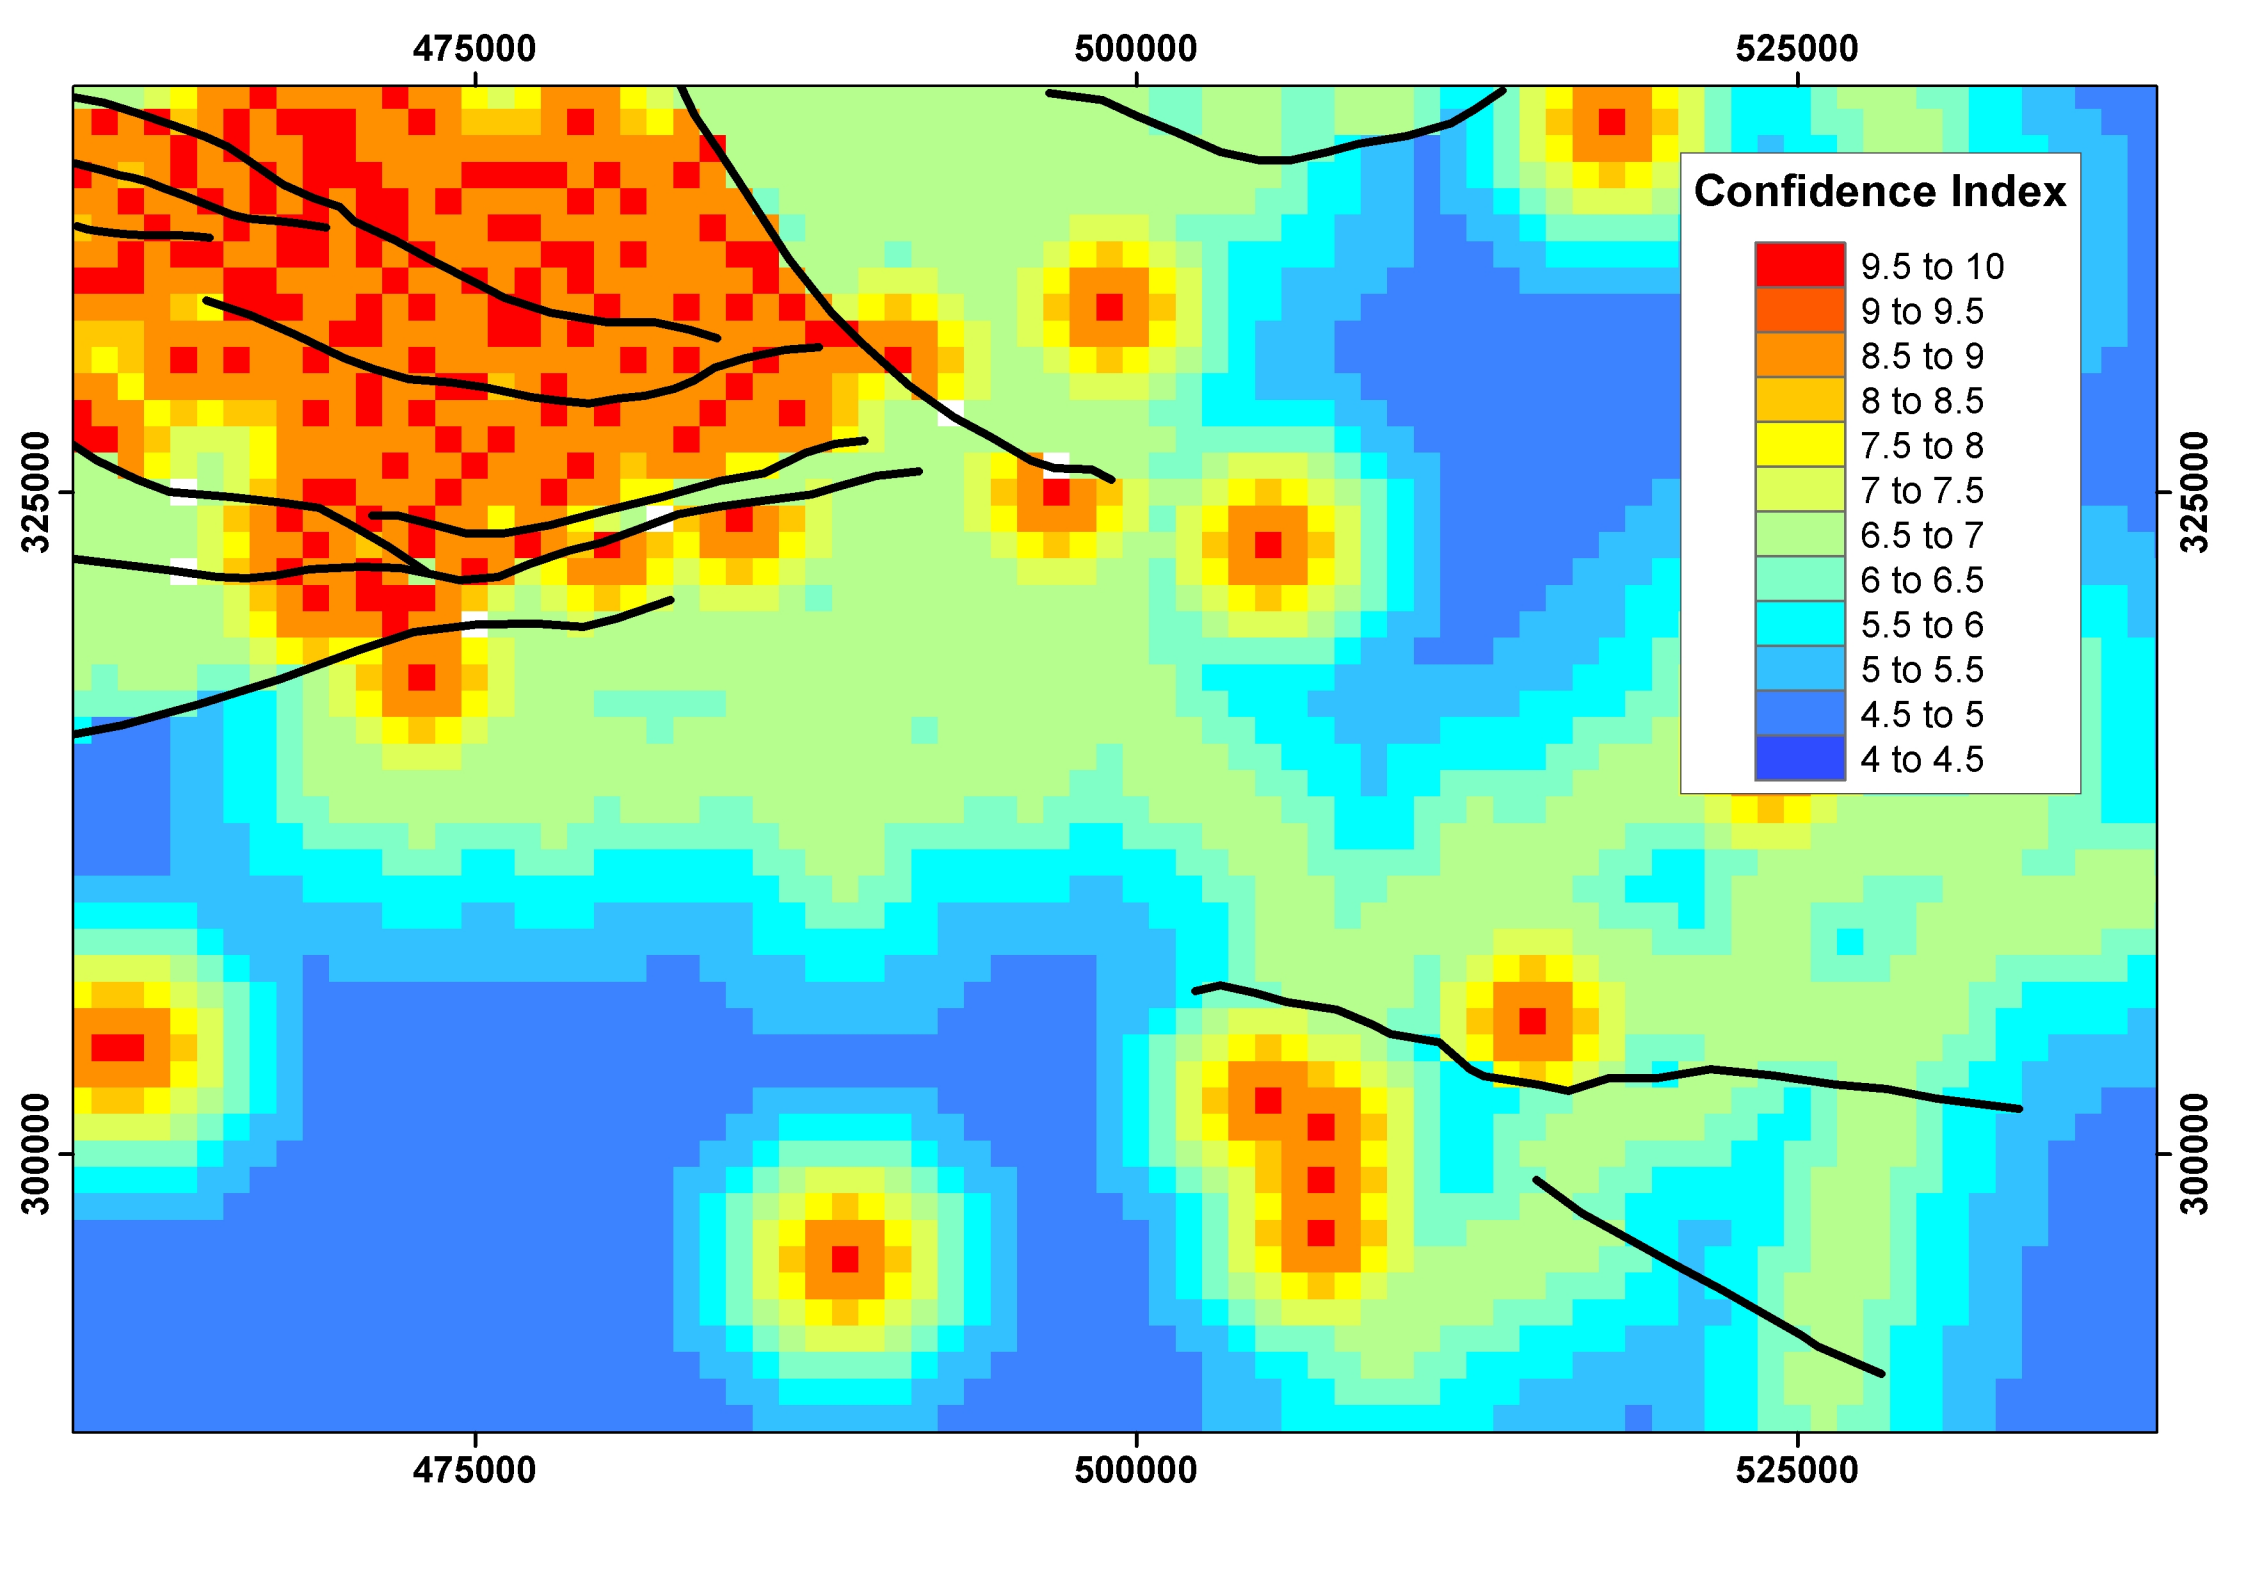 475000 500000 525000
Confidence Index
9.5 to 10
9 to 9.5
8.5 to 9
8 to 8.5
7.5 to 8
7 to 7.5
6.5 to 7
6 to 6.5
5.5 to 6
5 to 5.5
4.5 to 5
4 to 4.5
325000 325000
300000 300000
475000 500000 525000